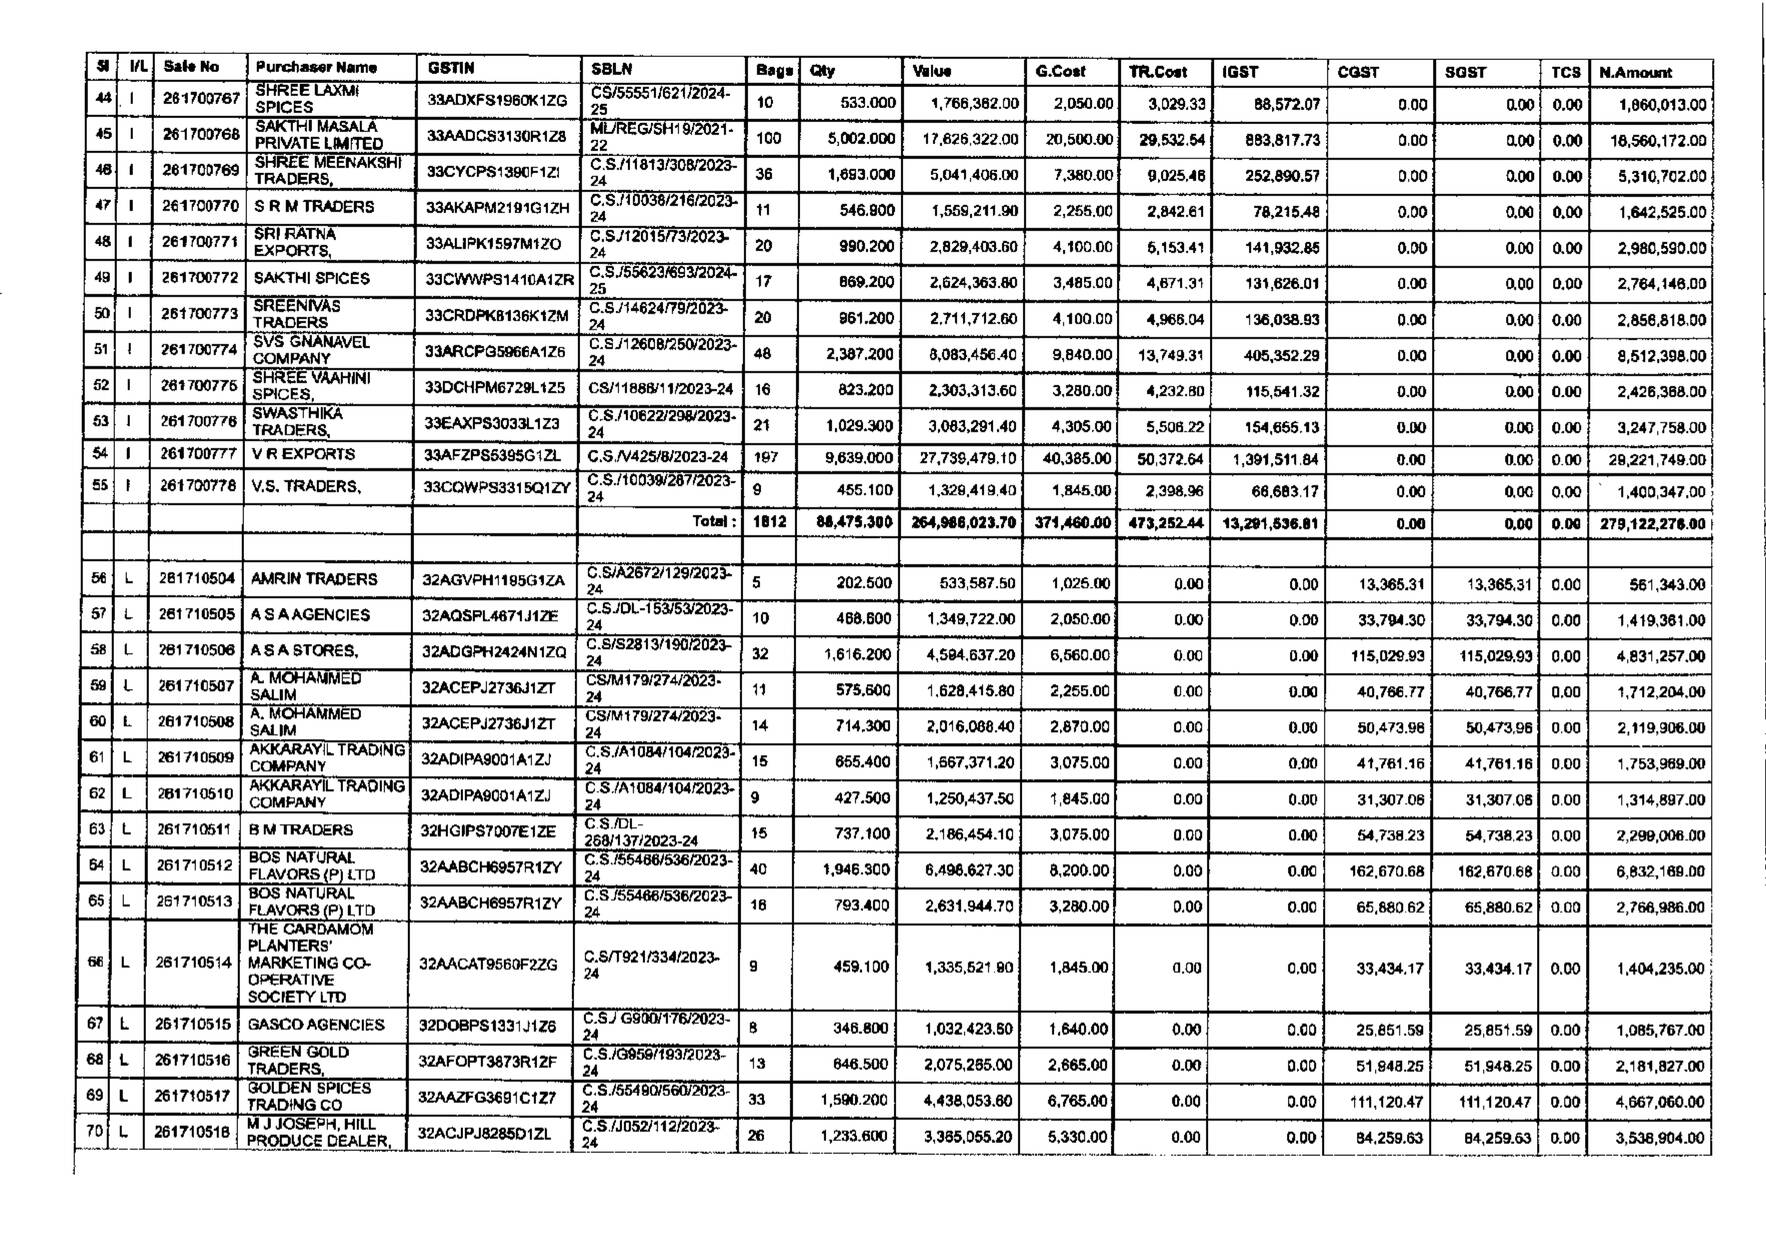 Sl I/L Sale No Purchaser Name GSTIN SBLN Bags Qty Value G.Cost TR.Cost IGST CGST SGST TCS N.Amount
44 I 261700767 SHREE LAXMI SPICES 33ADXFS1960K1ZG CS/55551/621/2024-25 10 533.000 1,766,382.00 2,050.00 3,029.33 88,572.07 0.00 0.00 0.00 1,860,013.00
45 I 261700768 SAKTHI MASALA PRIVATE LIMITED 33AADCS3130R1Z8 ML/REG/SH19/2021-22 100 5,002.000 17,626,322.00 20,500.00 29,532.54 883,817.73 0.00 0.00 0.00 18,560,172.00
46 I 261700769 SHREE MEENAKSHI TRADERS, 33CYCPS1390F1ZI C.S./11813/308/2023-24 36 1,693.000 5,041,406.00 7,380.00 9,025.46 252,890.57 0.00 0.00 0.00 5,310,702.00
47 I 261700770 S R M TRADERS 33AKAPM2191G1ZH C.S./10038/216/2023-24 11 546.900 1,559,211.90 2,255.00 2,842.61 78,215.48 0.00 0.00 0.00 1,642,525.00
48 I 261700771 SRI RATNA EXPORTS, 33ALIPK1597M1ZO C.S./12015/73/2023-24 20 990.200 2,829,403.60 4,100.00 5,153.41 141,932.85 0.00 0.00 0.00 2,980,590.00
49 I 261700772 SAKTHI SPICES 33CWWPS1410A1ZR C.S./55623/693/2024-25 17 869.200 2,624,363.80 3,485.00 4,671.31 131,626.01 0.00 0.00 0.00 2,764,146.00
50 I 261700773 SREENIVAS TRADERS 33CRDPK8136K1ZM C.S./14624/79/2023-24 20 961.200 2,711,712.60 4,100.00 4,966.04 136,038.93 0.00 0.00 0.00 2,856,818.00
51 I 261700774 SVS GNANAVEL COMPANY 33ARCPG5966A1Z6 C.S./12608/250/2023-24 48 2,387.200 8,083,456.40 9,840.00 13,749.31 405,352.29 0.00 0.00 0.00 8,512,398.00
52 I 261700775 SHREE VAAHINI SPICES, 33DCHPM6729L1Z5 CS/11886/11/2023-24 16 823.200 2,303,313.60 3,280.00 4,232.80 115,541.32 0.00 0.00 0.00 2,426,368.00
53 I 261700776 SWASTHIKA TRADERS, 33EAXPS3033L1Z3 C.S./10622/298/2023-24 21 1,029.300 3,083,291.40 4,305.00 5,506.22 154,655.13 0.00 0.00 0.00 3,247,758.00
54 I 261700777 V R EXPORTS 33AFZPS5395G1ZL C.S./V425/8/2023-24 197 9,639.000 27,739,479.10 40,385.00 50,372.64 1,391,511.84 0.00 0.00 0.00 29,221,749.00
55 I 261700778 V.S. TRADERS, 33CQWPS3315Q1ZY C.S./10039/287/2023-24 9 455.100 1,329,419.40 1,845.00 2,398.96 66,683.17 0.00 0.00 0.00 1,400,347.00
Total : 1812 88,475.300 264,986,023.70 371,460.00 473,252.44 13,291,536.81 0.00 0.00 0.00 279,122,276.00
56 L 261710504 AMRIN TRADERS 32AGVPH1195G1ZA C.S/A2672/129/2023-24 5 202.500 533,587.50 1,025.00 0.00 0.00 13,365.31 13,365.31 0.00 561,343.00
57 L 261710505 A S A AGENCIES 32AQSPL4671J1ZE C.S./DL-153/53/2023-24 10 468.600 1,349,722.00 2,050.00 0.00 0.00 33,794.30 33,794.30 0.00 1,419,361.00
58 L 261710506 A S A STORES, 32ADGPH2424N1ZQ C.S/S2813/190/2023-24 32 1,616.200 4,594,637.20 6,560.00 0.00 0.00 115,029.93 115,029.93 0.00 4,831,257.00
59 L 261710507 A. MOHAMMED SALIM 32ACEPJ2736J1ZT CS/M179/274/2023-24 11 575.600 1,628,415.80 2,255.00 0.00 0.00 40,766.77 40,766.77 0.00 1,712,204.00
60 L 261710508 A. MOHAMMED SALIM 32ACEPJ2736J1ZT CS/M179/274/2023-24 14 714.300 2,016,088.40 2,870.00 0.00 0.00 50,473.96 50,473.96 0.00 2,119,906.00
61 L 261710509 AKKARAYIL TRADING COMPANY 32ADIPA9001A1ZJ C.S./A1084/104/2023-24 15 655.400 1,667,371.20 3,075.00 0.00 0.00 41,761.16 41,761.16 0.00 1,753,969.00
62 L 261710510 AKKARAYIL TRADING COMPANY 32ADIPA9001A1ZJ C.S./A1084/104/2023-24 9 427.500 1,250,437.50 1,845.00 0.00 0.00 31,307.06 31,307.06 0.00 1,314,897.00
63 L 261710511 B M TRADERS 32HGIPS7007E1ZE C.S./DL-268/137/2023-24 15 737.100 2,186,454.10 3,075.00 0.00 0.00 54,738.23 54,738.23 0.00 2,299,006.00
64 L 261710512 BOS NATURAL FLAVORS (P) LTD 32AABCH6957R1ZY C.S./55466/536/2023-24 40 1,946.300 6,498,627.30 8,200.00 0.00 0.00 162,670.68 162,670.68 0.00 6,832,169.00
65 L 261710513 BOS NATURAL FLAVORS (P) LTD 32AABCH6957R1ZY C.S./55466/536/2023-24 16 793.400 2,631,944.70 3,280.00 0.00 0.00 65,880.62 65,880.62 0.00 2,766,986.00
66 L 261710514 THE CARDAMOM PLANTERS' MARKETING CO-OPERATIVE SOCIETY LTD 32AACAT9560F2ZG C.S/T921/334/2023-24 9 459.100 1,335,521.90 1,845.00 0.00 0.00 33,434.17 33,434.17 0.00 1,404,235.00
67 L 261710515 GASCO AGENCIES 32DOBPS1331J1Z6 C.S./ G900/176/2023-24 8 346.800 1,032,423.60 1,640.00 0.00 0.00 25,851.59 25,851.59 0.00 1,085,767.00
68 L 261710516 GREEN GOLD TRADERS, 32AFOPT3873R1ZF C.S./G959/193/2023-24 13 646.500 2,075,265.00 2,665.00 0.00 0.00 51,948.25 51,948.25 0.00 2,181,827.00
69 L 261710517 GOLDEN SPICES TRADING CO 32AAZFG3691C1Z7 C.S./55490/560/2023-24 33 1,590.200 4,438,053.60 6,765.00 0.00 0.00 111,120.47 111,120.47 0.00 4,667,060.00
70 L 261710518 M J JOSEPH, HILL PRODUCE DEALER, 32ACJPJ8285D1ZL C.S./J052/112/2023-24 26 1,233.600 3,365,055.20 5,330.00 0.00 0.00 84,259.63 84,259.63 0.00 3,538,904.00